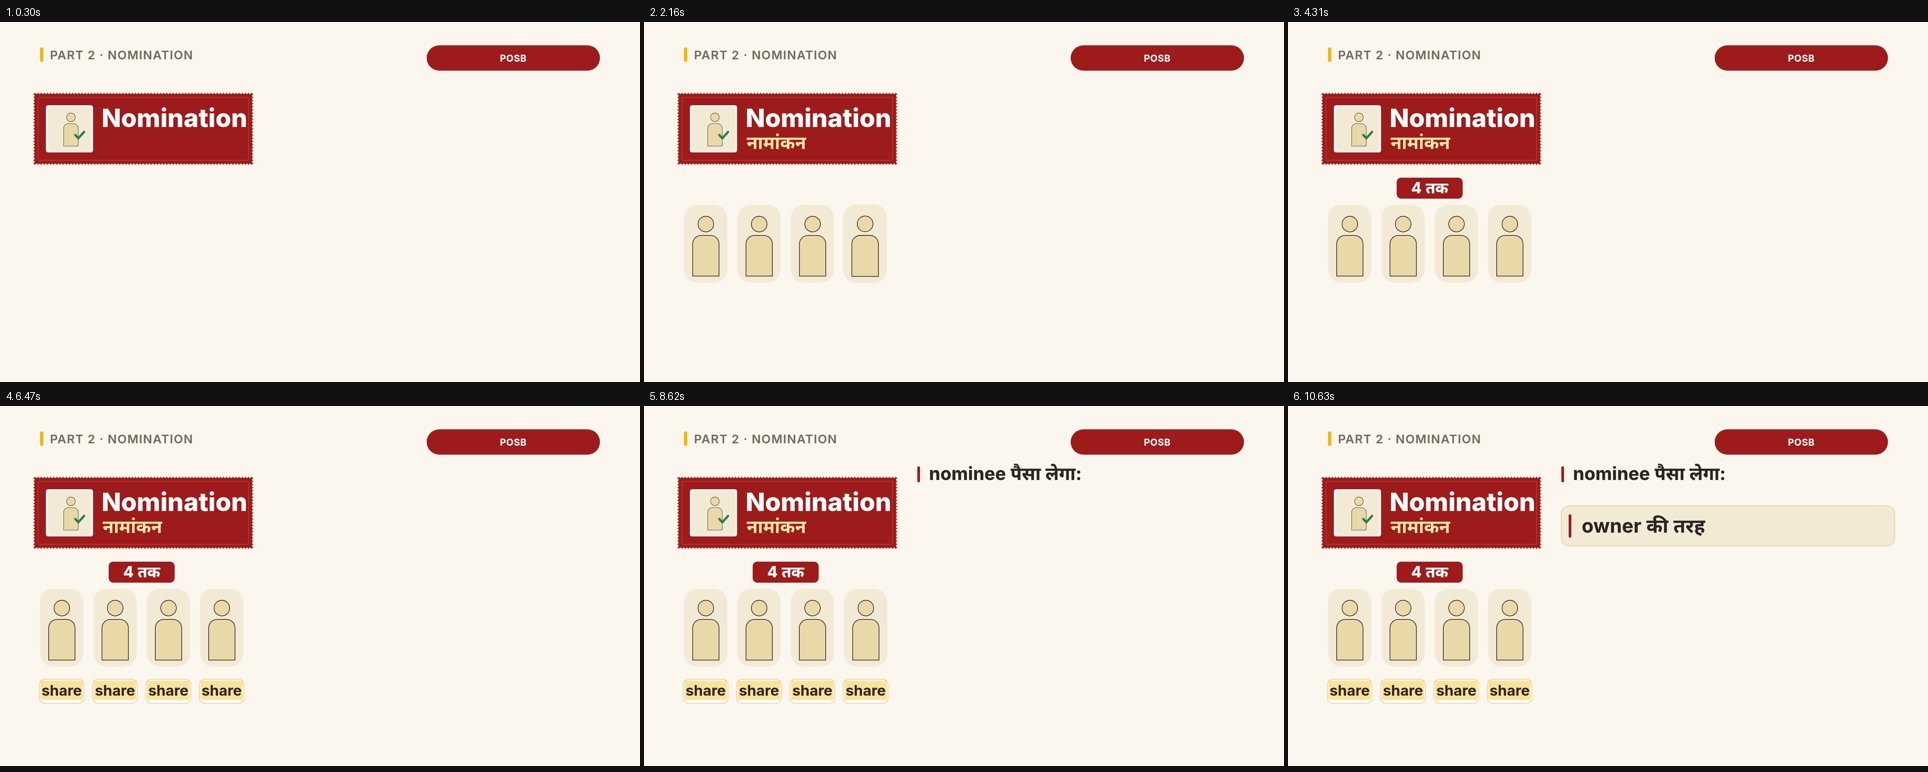 1. 0.30s
PART 2 · NOMINATION
POSB
Nomination
2. 2.16s
PART 2 · NOMINATION
POSB
Nomination
नामांकन
3. 4.31s
PART 2 · NOMINATION
POSB
Nomination
नामांकन
4 तक
4. 6.47s
PART 2 · NOMINATION
POSB
Nomination
नामांकन
4 तक
share share share share
5. 8.62s
PART 2 · NOMINATION
POSB
nominee पैसा लेगा:
Nomination
नामांकन
4 तक
share share share share
6. 10.63s
PART 2 · NOMINATION
POSB
nominee पैसा लेगा:
Nomination
नामांकन
owner की तरह
4 तक
share share share share